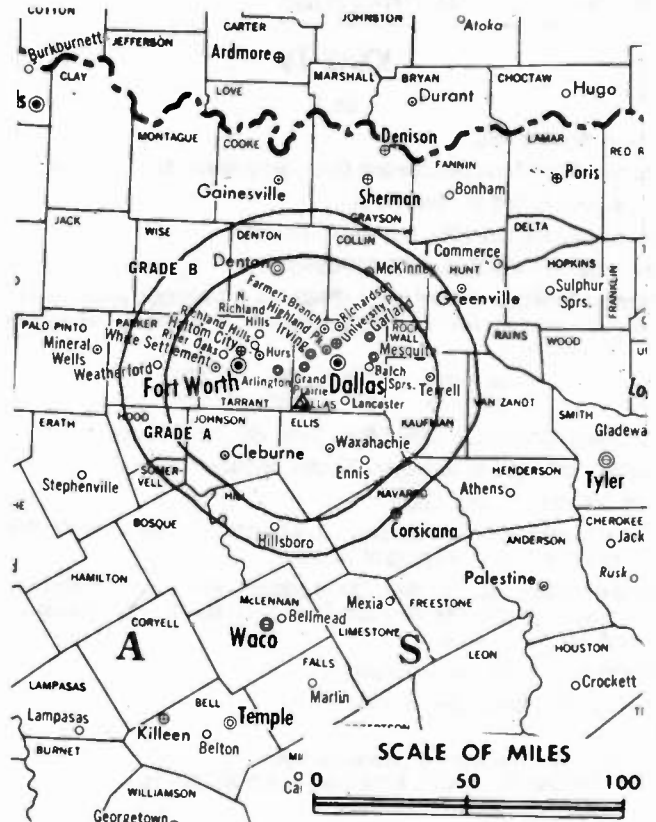 COTTON
CARTER
JOHNSTON
Atoka
Burkburnett
JEFFERSON
Ardmore
CLAY
MARSHALL
BRYAN
CHOCTAW
LOVE
Durant
Hugo
s
MONTAGUE
COOKE
Denison
LAMAR
RED R
FANNIN
Gainesville
Sherman
Bonham
Poris
JACK
WISE
DENTON
GRAYSON
COLLIN
DELTA
GRADE B
Denton
McKinney
Commerce
HUNT
HOPKINS
FRANKLIN
Farmers Branch
Richardson
Greenville
Sulphur
Sprs.
N.
Richland
Hills
Highland Pk.
University Pk.
Garland
Richland Hills
Irving
ROCK
WALL
RAINS
WOOD
PALO PINTO
PARKER
Haltom City
River Oaks
Hurst
Mesquite
Mineral
Wells
White Settlement
Weatherford
Balch
Sprs.
Fort Worth
Arlington
Grand
Prairie
Dallas
Terrell
Lo
TARRANT
DALLAS
Lancaster
VAN ZANDT
HOOD
JOHNSON
ELLIS
KAUFMAN
SMITH
ERATH
GRADE A
Gladewa
Cleburne
Waxahachie
Tyler
Ennis
HENDERSON
Stephenville
SOMER-
VELL
HILL
NAVARRO
Athens
HE
BOSQUE
Corsicana
CHEROKEE
Hillsboro
ANDERSON
Jack
HAMILTON
Palestine
Rusk
McLENNAN
Mexia
FREESTONE
CORYELL
Bellmead
A
Waco
LIMESTONE
S
HOUSTON
FALLS
LEON
LAMPASAS
BELL
Marlin
Crockett
Lampasas
Temple
Killeen
Belton
BURNET
SCALE OF MILES
0 50 100
WILLIAMSON
Georgetown